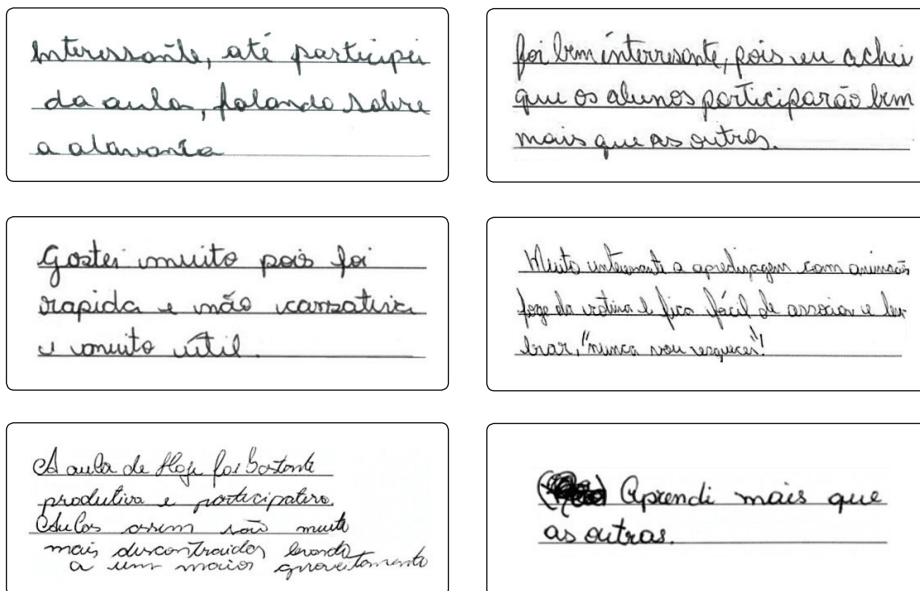 Interessante, até participei
da aula, falando sobre
a alavanca
foi bem interresante, pois eu achei
que os alunos participarão bem
mais que as outras.
Gostei muito pois foi
rapida e não canzativa
e muito útil.
Muito interessante a aprendizagem com animação
foge da rotina e fica fácil de associar e lem
brar, "nunca vou esquecer"!
A aula de Hoje foi bastante
produtiva e participativa.
Aulas assim são muito
mais descontraidas levando
a um maior aproveitamento
Aprendi mais que
as outras.